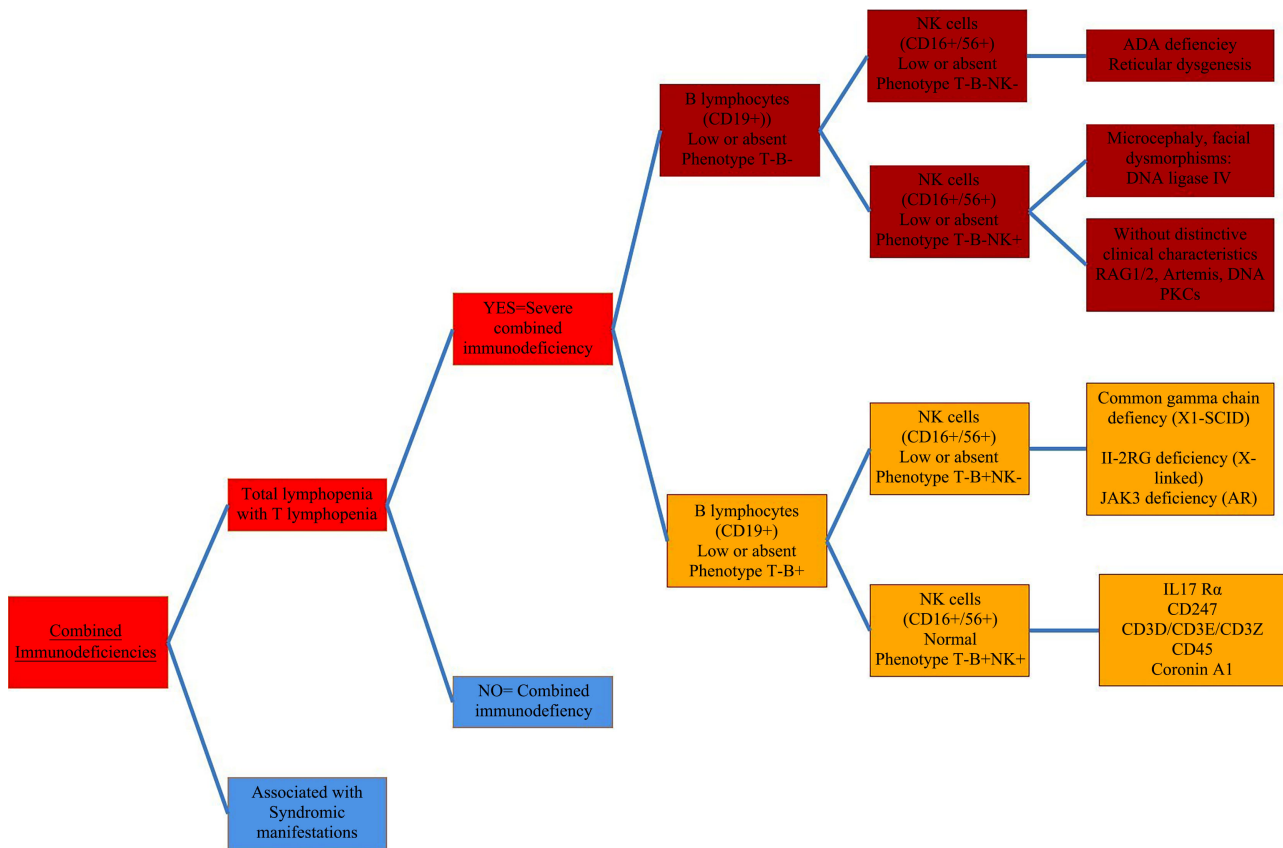 Combined
Immunodeficiencies
Total lymphopenia
with T lymphopenia
Associated with
Syndromic
manifestations
YES=Severe
combined
immunodeficiency
NO= Combined
immunodefiency
B lymphocytes
(CD19+))
Low or absent
Phenotype T-B-
B lymphocytes
(CD19+)
Low or absent
Phenotype T-B+
NK cells
(CD16+/56+)
Low or absent
Phenotype T-B-NK-
NK cells
(CD16+/56+)
Low or absent
Phenotype T-B-NK+
NK cells
(CD16+/56+)
Low or absent
Phenotype T-B+NK-
NK cells
(CD16+/56+)
Normal
Phenotype T-B+NK+
ADA defienciey
Reticular dysgenesis
Microcephaly, facial
dysmorphisms:
DNA ligase IV
Without distinctive
clinical characteristics
RAG1/2, Artemis, DNA
PKCs
Common gamma chain
defiency (X1-SCID)
II-2RG deficiency (X-
linked)
JAK3 deficiency (AR)
IL17 Rα
CD247
CD3D/CD3E/CD3Z
CD45
Coronin A1